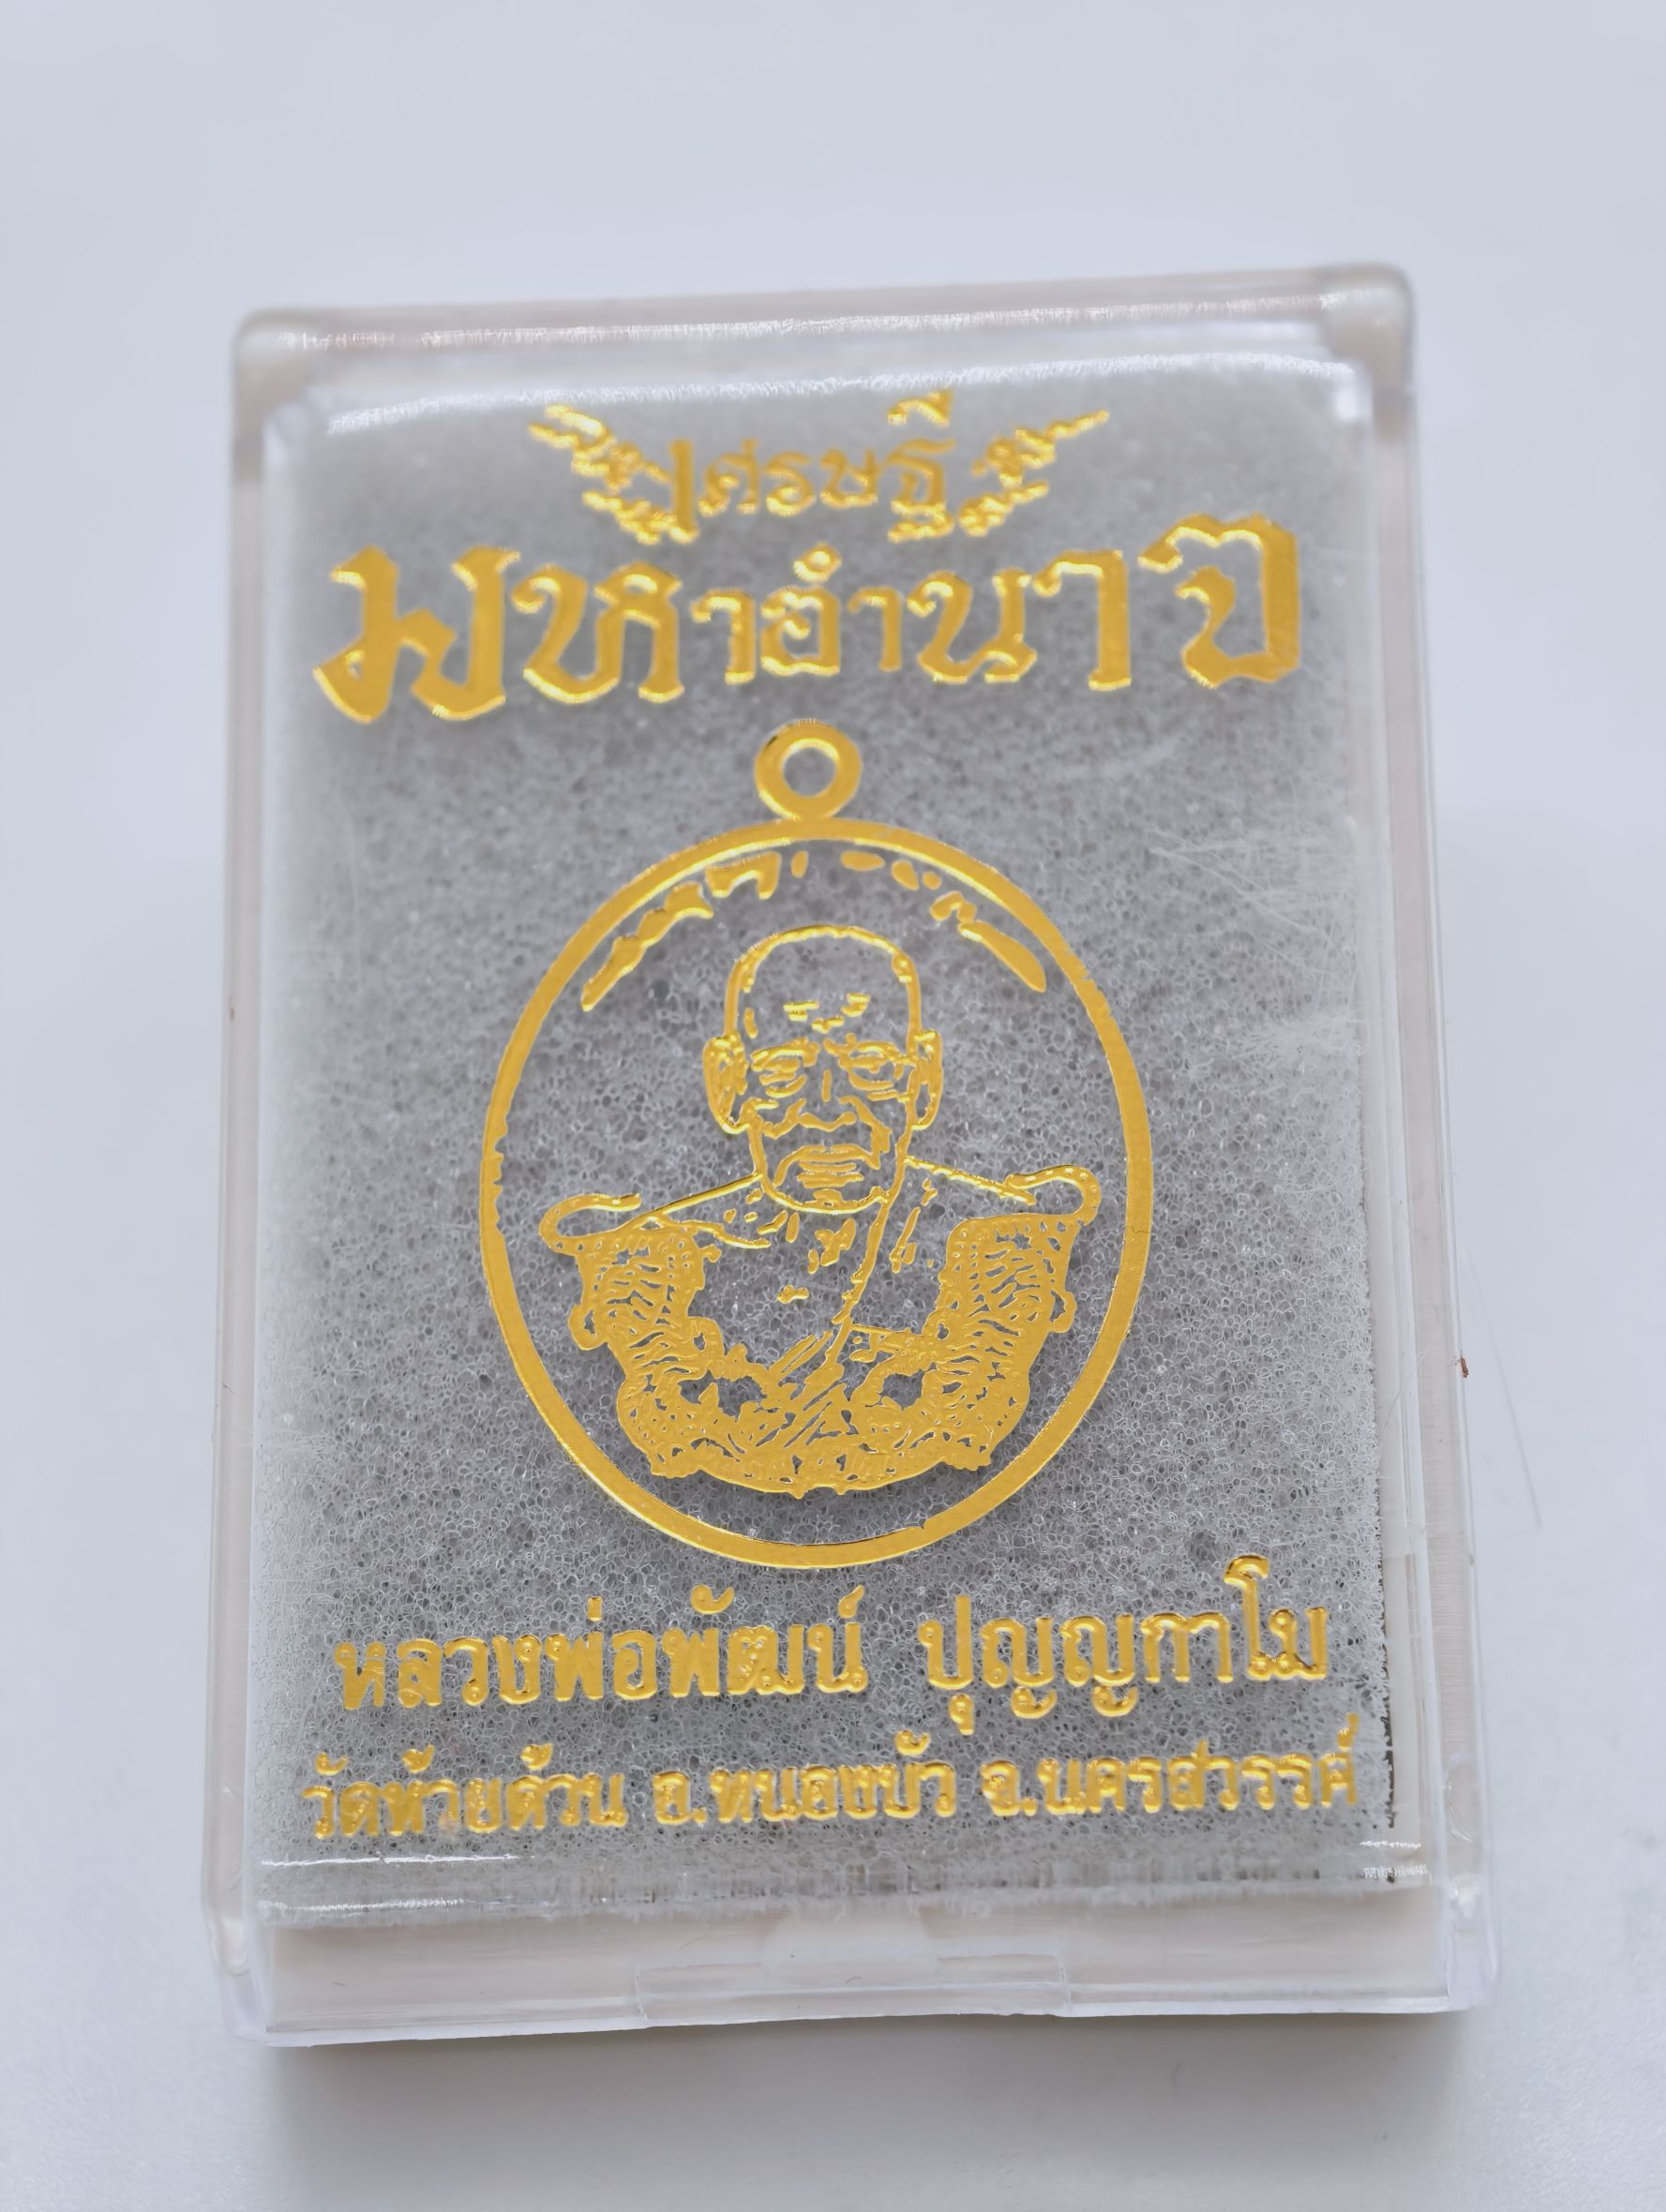 เศรษฐี
มหาอำนาจ
หลวงพ่อพัฒน์ ปุญญกาโม
วัดห้วยด้วน อ.หนองบัว จ.นครสวรรค์